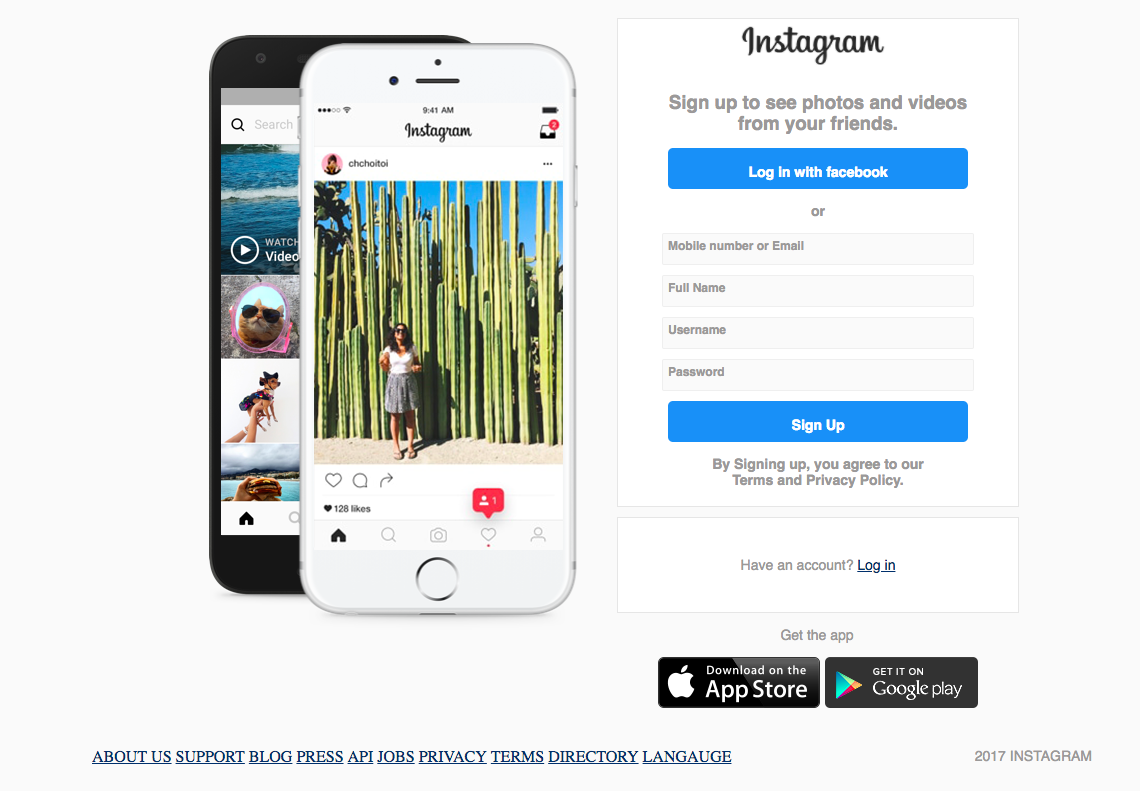 Search
WATCH
Video
9:41 AM
Instagram
2
chchoitoi
128 likes
1
Instagram
Sign up to see photos and videos
from your friends.
Log in with facebook
or
Mobile number or Email
Full Name
Username
Password
Sign Up
By Signing up, you agree to our
Terms and Privacy Policy.
Have an account? Log in
Get the app
Download on the
App Store
GET IT ON
Google play
ABOUT US SUPPORT BLOG PRESS API JOBS PRIVACY TERMS DIRECTORY LANGAUGE
2017 INSTAGRAM